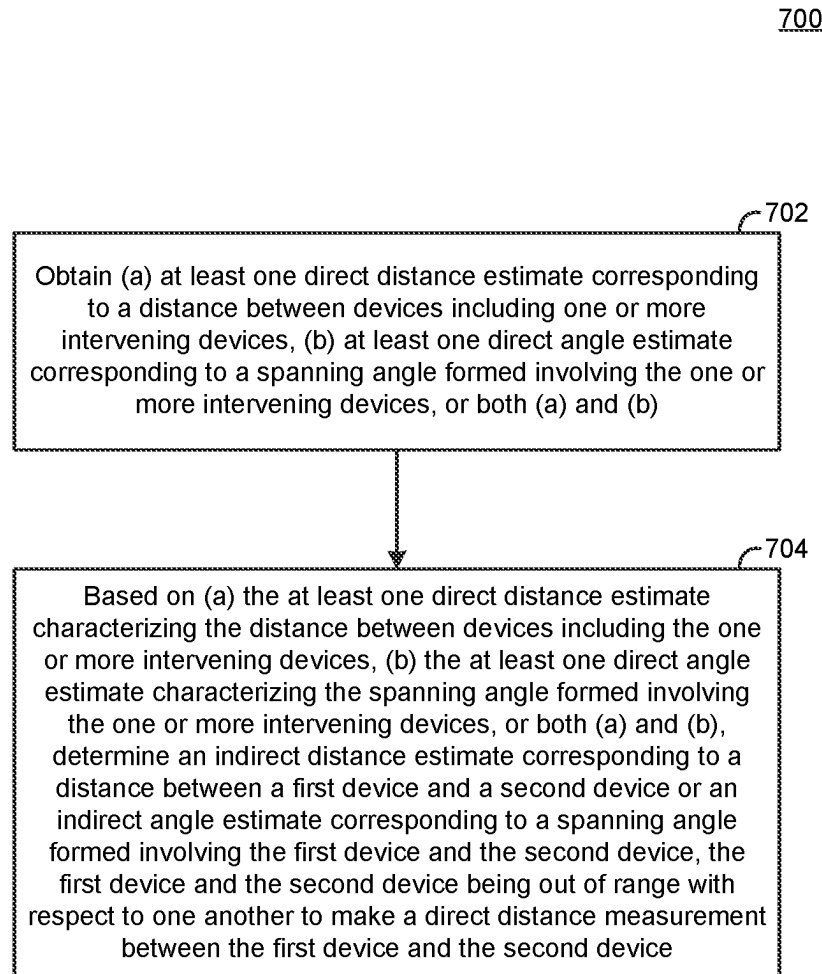 700
702
Obtain (a) at least one direct distance estimate corresponding
to a distance between devices including one or more
intervening devices, (b) at least one direct angle estimate
corresponding to a spanning angle formed involving the one or
more intervening devices, or both (a) and (b)
704
Based on (a) the at least one direct distance estimate
characterizing the distance between devices including the one
or more intervening devices, (b) the at least one direct angle
estimate characterizing the spanning angle formed involving
the one or more intervening devices, or both (a) and (b),
determine an indirect distance estimate corresponding to a
distance between a first device and a second device or an
indirect angle estimate corresponding to a spanning angle
formed involving the first device and the second device, the
first device and the second device being out of range with
respect to one another to make a direct distance measurement
between the first device and the second device